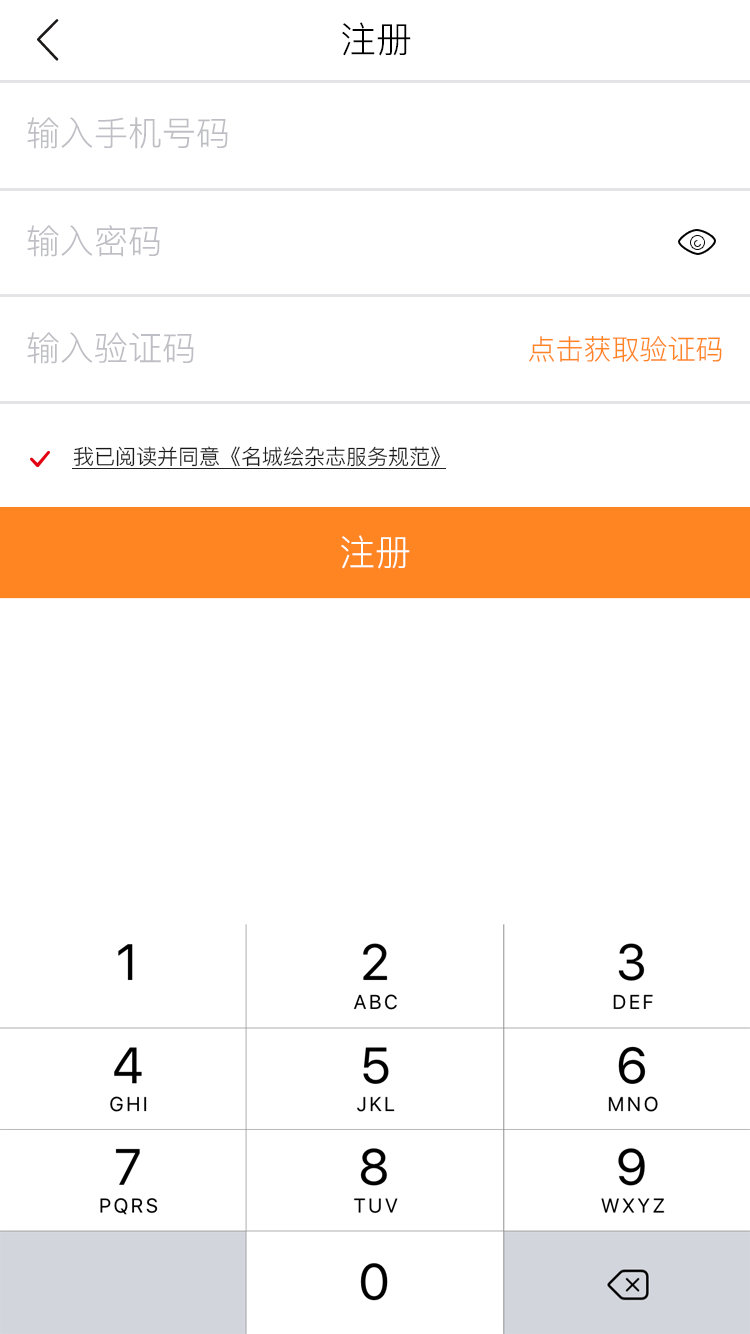 注册
输入手机号码
输入密码
输入验证码 点击获取验证码
我已阅读并同意《名城绘杂志服务规范》
注册
1 2 3
ABC DEF
4 5 6
GHI JKL MNO
7 8 9
PQRS TUV WXYZ
0